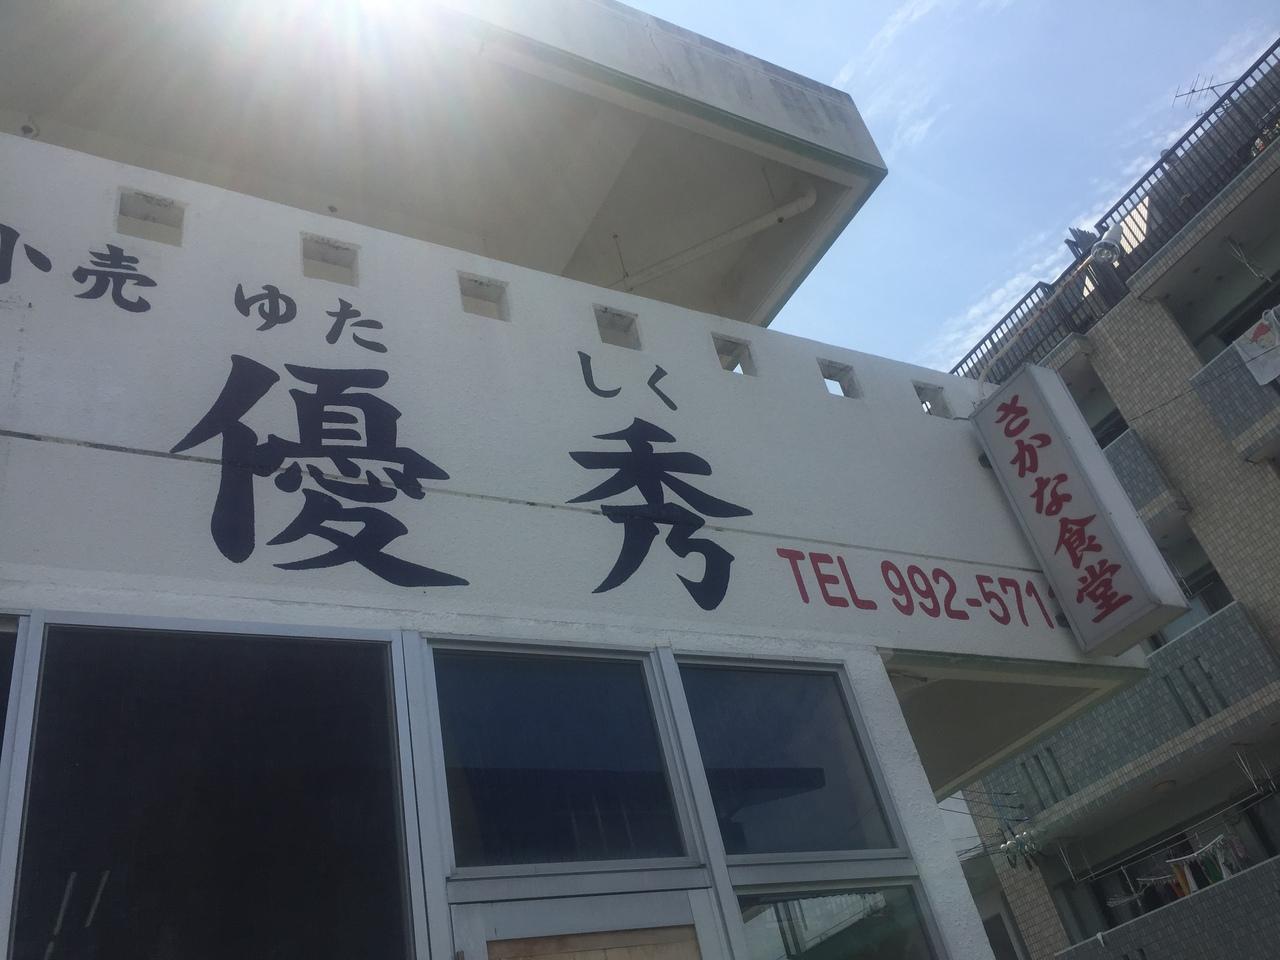 小売
ゆた しく
優秀
TEL 992-571
さかな食堂